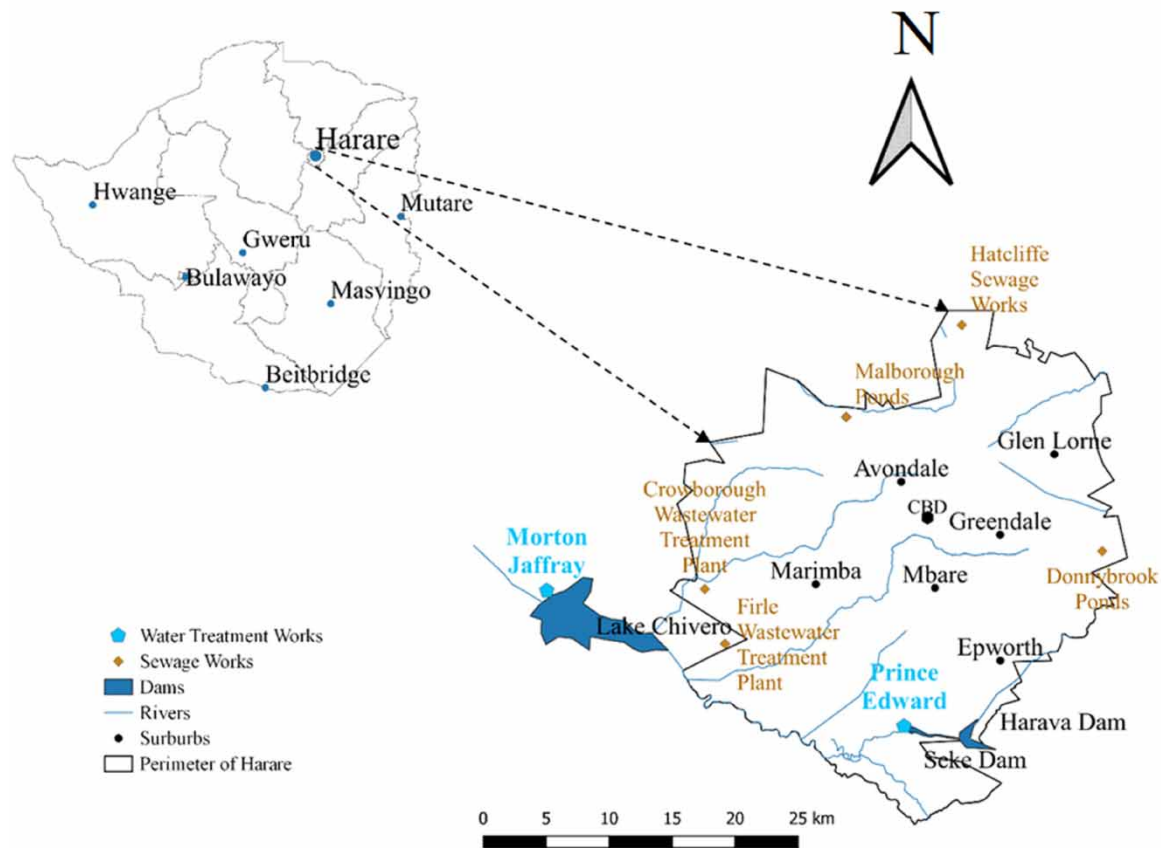 N
Harare
Hwange
Mutare
Gweru
Bulawayo
Masvingo
Beitbridge
Hatcliffe
Sewage
Works
Malborough
Ponds
Glen Lorne
Avondale
Crowborough
Wastewater
Treatment
Plant
CBD
Greendale
Morton
Jaffray
Marimba
Mbare
Donnybrook
Ponds
Lake Chivero
Firle
Wastewater
Treatment
Plant
Epworth
Prince
Edward
Harava Dam
Seke Dam
Water Treatment Works
Sewage Works
Dams
Rivers
Surburbs
Perimeter of Harare
0 5 10 15 20 25 km